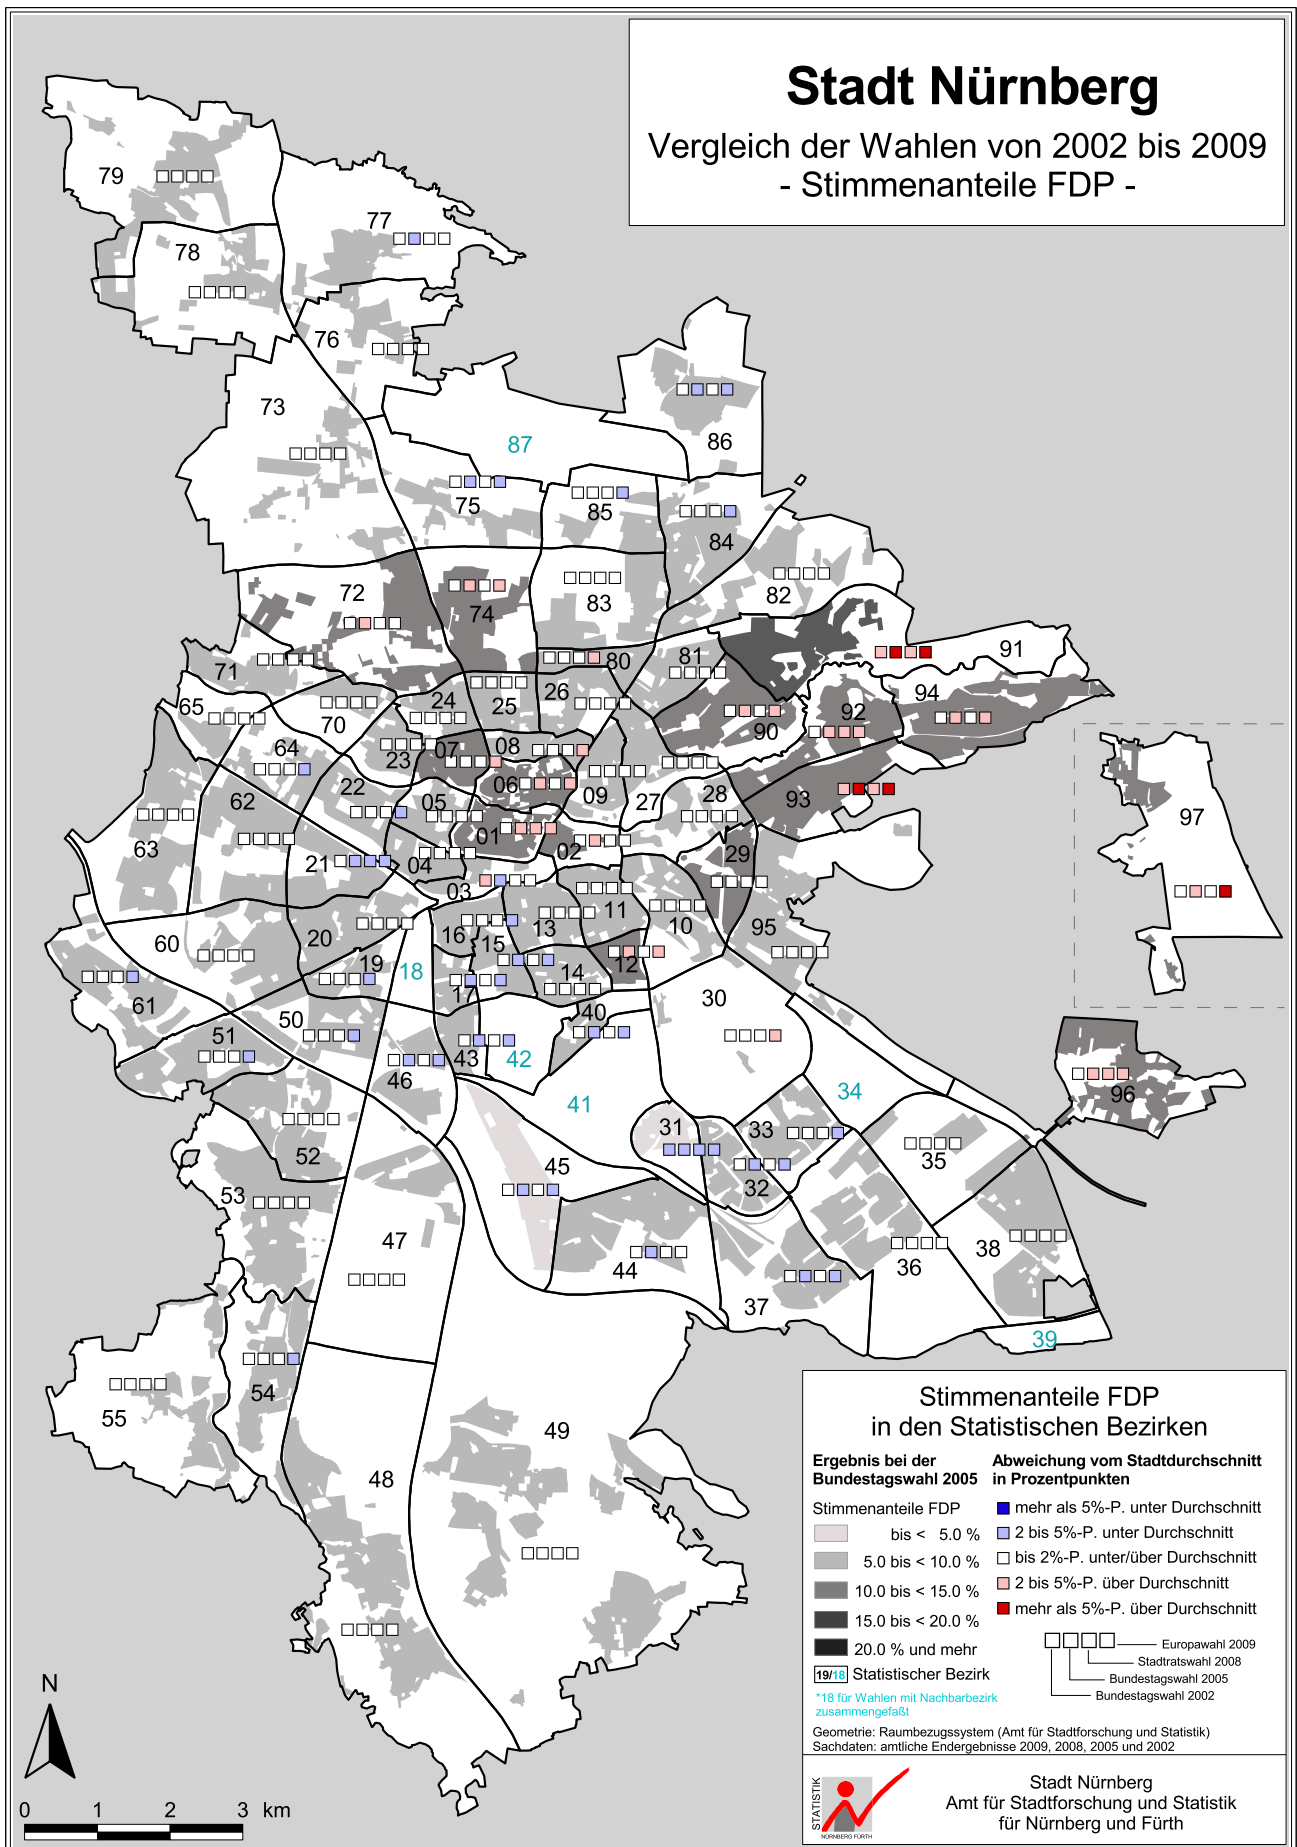 Stadt Nürnberg
Vergleich der Wahlen von 2002 bis 2009
- Stimmenanteile FDP -
79
77
78
76
73
87
86
75
85
84
82
72
74
83
71
80
81
91
94
65
24
25
26
92
70
90
64
23
07
08
06
93
62
22
05
09
27
28
97
63
01
02
29
21
04
03
11
10
60
20
16
15
13
95
19
18
12
14
61
17
30
50
40
51
43
42
46
34
41
96
31
33
35
52
45
32
53
47
38
44
36
37
39
54
55
49
48
Stimmenanteile FDP
in den Statistischen Bezirken
Ergebnis bei der
Bundestagswahl 2005
Stimmenanteile FDP
bis < 5.0 %
5.0 bis < 10.0 %
10.0 bis < 15.0 %
15.0 bis < 20.0 %
20.0 % und mehr
19/18 Statistischer Bezirk
*18 für Wahlen mit Nachbarbezirk
zusammengefaßt
Abweichung vom Stadtdurchschnitt
in Prozentpunkten
mehr als 5%-P. unter Durchschnitt
2 bis 5%-P. unter Durchschnitt
bis 2%-P. unter/über Durchschnitt
2 bis 5%-P. über Durchschnitt
mehr als 5%-P. über Durchschnitt
Europawahl 2009
Stadtratswahl 2008
Bundestagswahl 2005
Bundestagswahl 2002
Geometrie: Raumbezugssystem (Amt für Stadtforschung und Statistik)
Sachdaten: amtliche Endergebnisse 2009, 2008, 2005 und 2002
STATISTIK
NÜRNBERG FÜRTH
Stadt Nürnberg
Amt für Stadtforschung und Statistik
für Nürnberg und Fürth
N
0 1 2 3 km